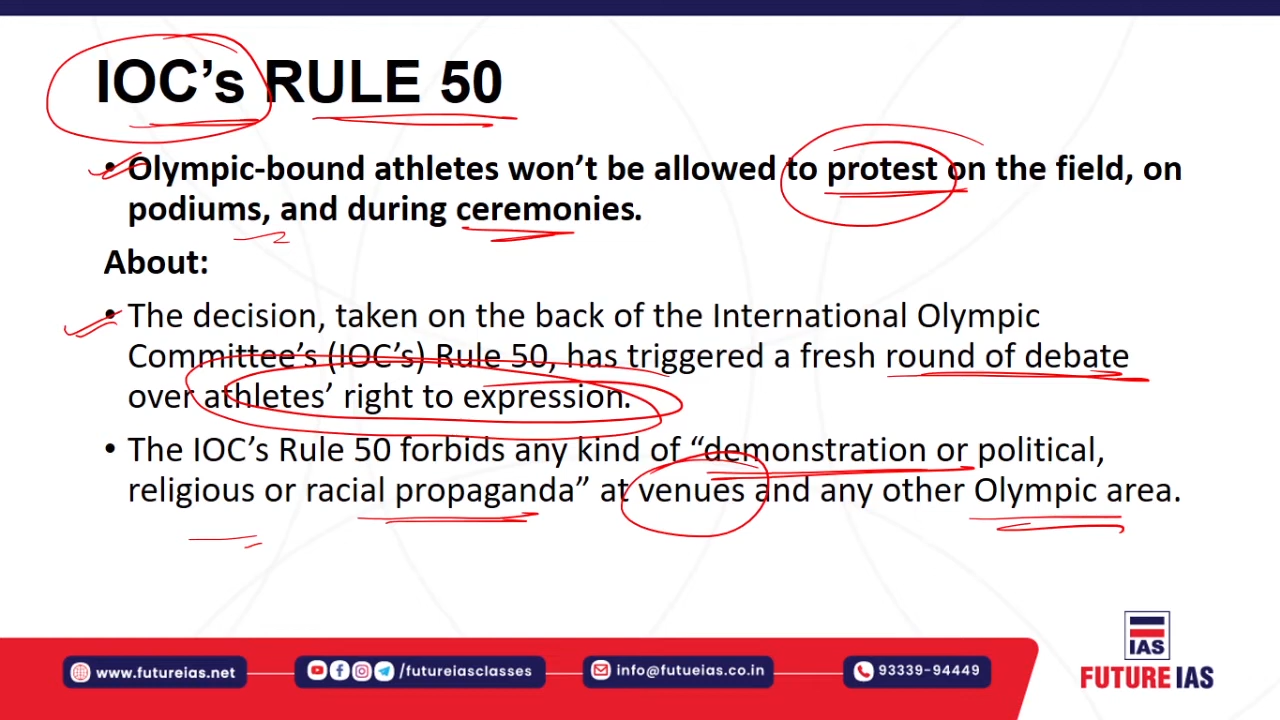 IOC's RULE 50
• Olympic-bound athletes won't be allowed to protest on the field, on
podiums, and during ceremonies.
About:
• The decision, taken on the back of the International Olympic
Committee's (IOC's) Rule 50, has triggered a fresh round of debate
over athletes' right to expression.
• The IOC's Rule 50 forbids any kind of “demonstration or political,
religious or racial propaganda” at venues and any other Olympic area.
IAS
www.futureias.net
/futureiasclasses
info@futueias.co.in
93339-94449
FUTURE IAS